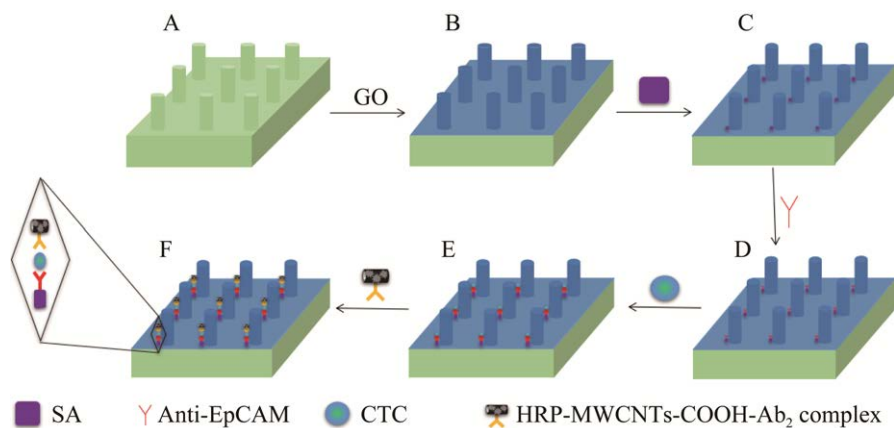 A
B
C
GO
F
E
D
SA
Anti-EpCAM
CTC
HRP-MWCNTs-COOH-Ab₂ complex